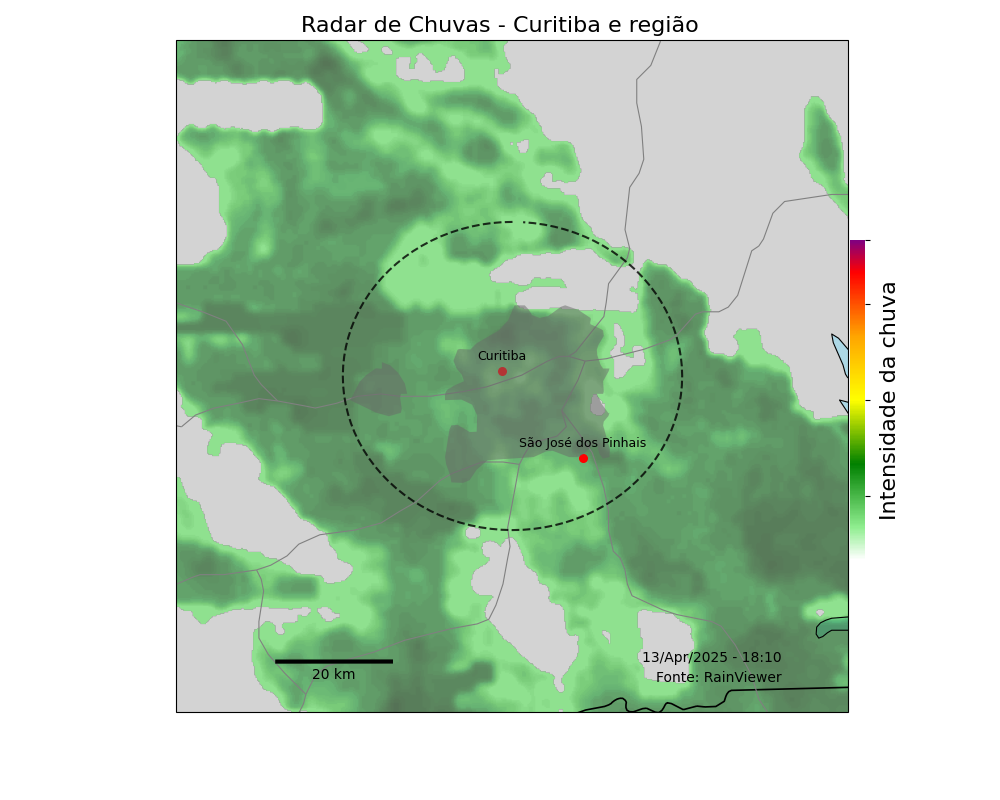 Radar de Chuvas - Curitiba e região
Curitiba
São José dos Pinhais
Intensidade da chuva
13/Apr/2025 - 18:10
Fonte: RainViewer
20 km